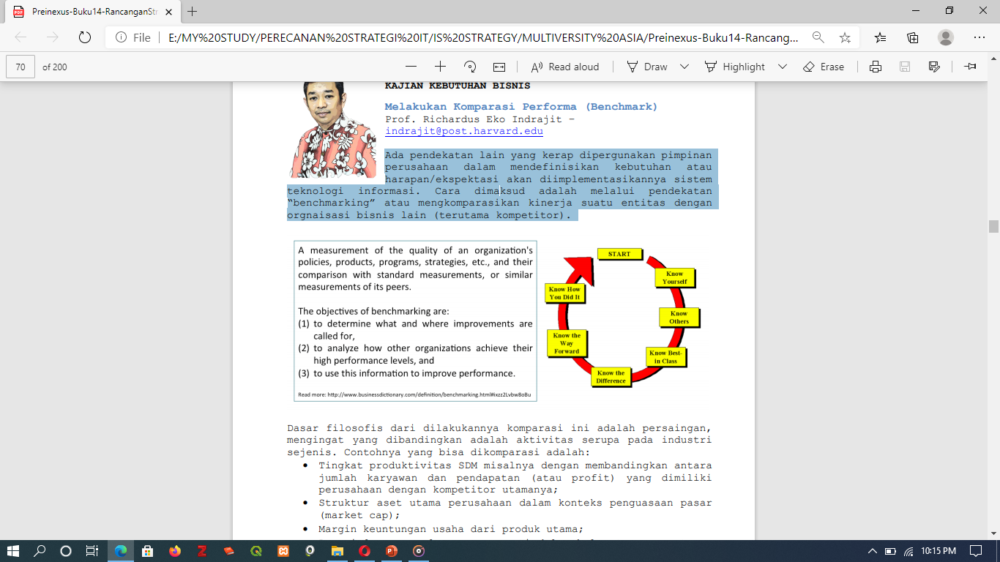 Preinexus-Buku14-RancanganStr
File
E:/MY%20STUDY/PERECANAN%20STRATEGI%20IT/IS%20STRATEGY/MULTIVERSITY%20ASIA/Preinexus-Buku14-Rancang...
70 of 200
Read aloud
Draw
Highlight
Erase
KAJIAN KEBUTUHAN BISNIS
Melakukan Komparasi Performa (Benchmark)
Prof. Richardus Eko Indrajit –
indrajit@post.harvard.edu
Ada pendekatan lain yang kerap dipergunakan pimpinan
perusahaan dalam mendefinisikan kebutuhan atau
harapan/ekspektasi akan diimplementasikannya sistem
teknologi informasi. Cara dimaksud adalah melalui pendekatan
“benchmarking” atau mengkomparasikan kinerja suatu entitas dengan
orgnaisasi bisnis lain (terutama kompetitor).
A measurement of the quality of an organization's
policies, products, programs, strategies, etc., and their
comparison with standard measurements, or similar
measurements of its peers.
The objectives of benchmarking are:
(1) to determine what and where improvements are
called for,
(2) to analyze how other organizations achieve their
high performance levels, and
(3) to use this information to improve performance.
Read more: http://www.businessdictionary.com/definition/benchmarking.html#ixzz2Lvbw8oBu
START
Know
Yourself
Know
Others
Know Best-
in Class
Know the
Difference
Know the
Way
Forward
Know How
You Did It
Dasar filosofis dari dilakukannya komparasi ini adalah persaingan,
mengingat yang dibandingkan adalah aktivitas serupa pada industri
sejenis. Contohnya yang bisa dikomparasi adalah:
• Tingkat produktivitas SDM misalnya dengan membandingkan antara
jumlah karyawan dan pendapatan (atau profit) yang dimiliki
perusahaan dengan kompetitor utamanya;
• Struktur aset utama perusahaan dalam konteks penguasaan pasar
(market cap);
• Margin keuntungan usaha dari produk utama;
10:15 PM